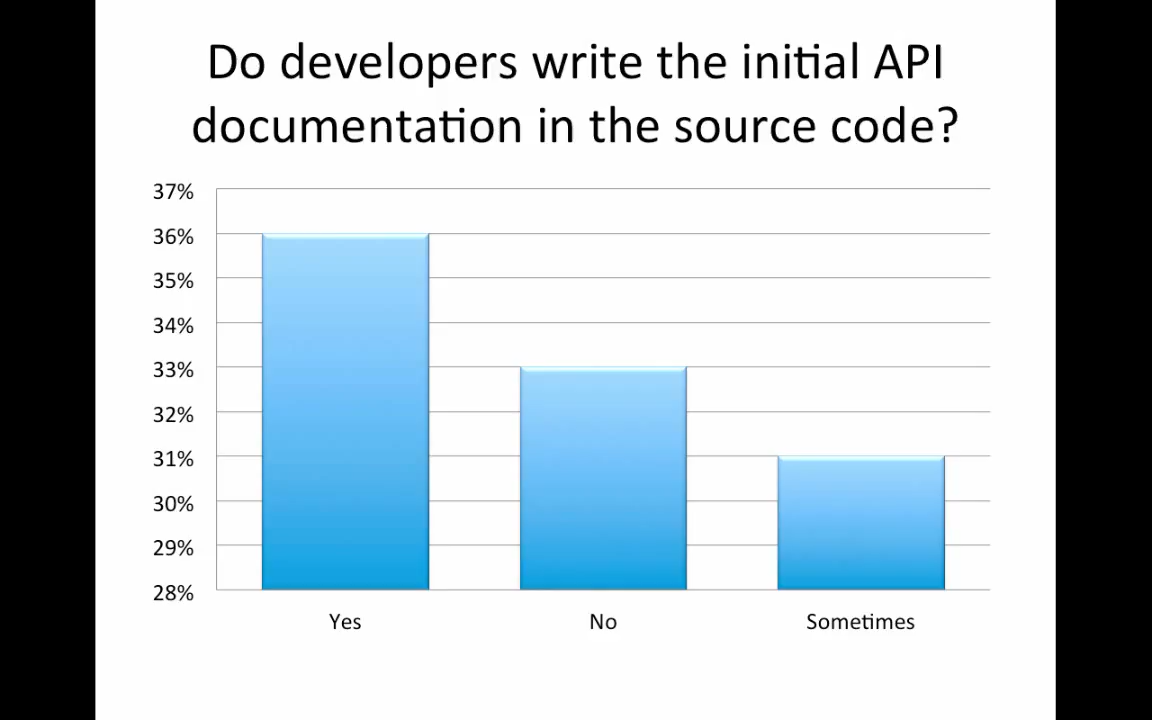 Do developers write the initial API
documentation in the source code?
37%
36%
35%
34%
33%
32%
31%
30%
29%
28%
Yes
No
Sometimes